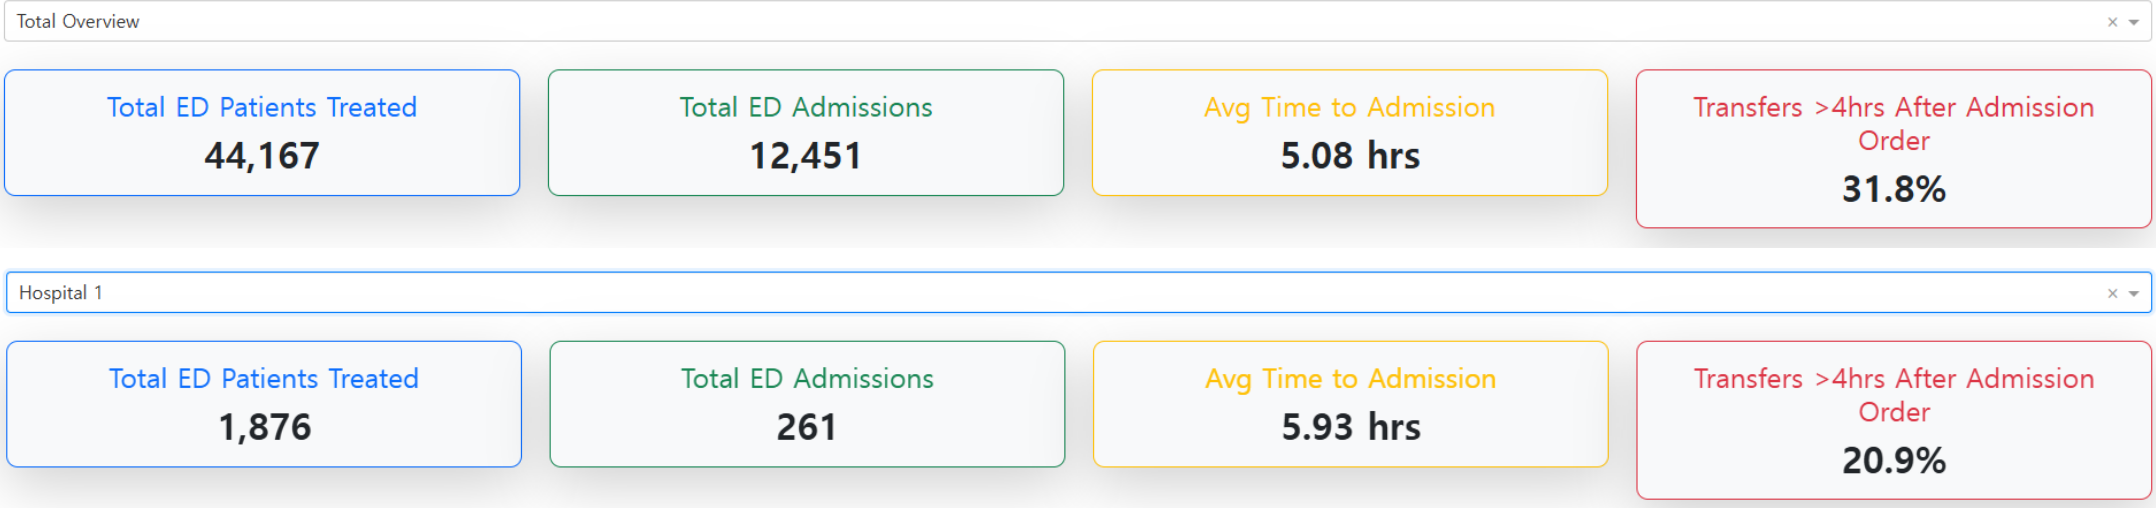 Total Overview
Total ED Patients Treated
44,167
Total ED Admissions
12,451
Avg Time to Admission
5.08 hrs
Transfers >4hrs After Admission
Order
31.8%
Hospital 1
Total ED Patients Treated
1,876
Total ED Admissions
261
Avg Time to Admission
5.93 hrs
Transfers >4hrs After Admission
Order
20.9%